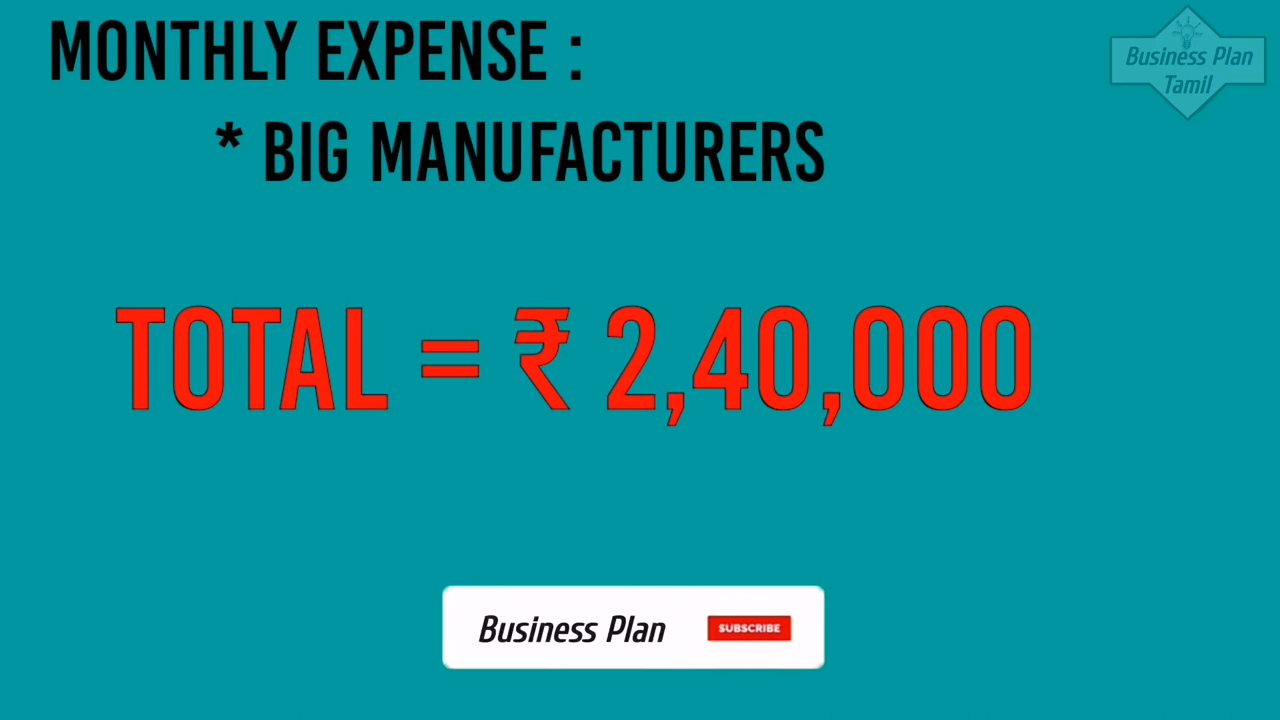 MONTHLY EXPENSE :
* BIG MANUFACTURERS
TOTAL = ₹ 2,40,000
Business Plan
Tamil
Business Plan
SUBSCRIBE